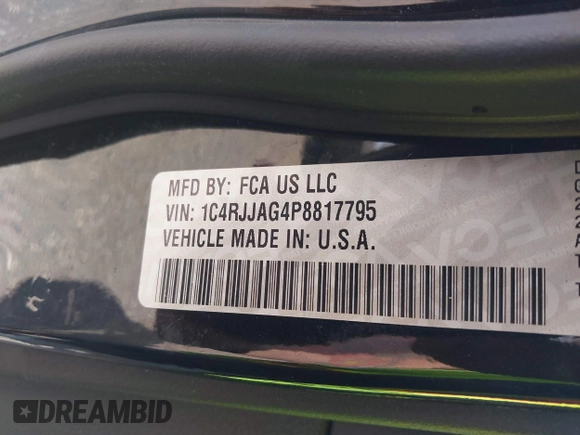 MFD BY: FCA US LLC
VIN: 1C4RJJAG4P8817795
VEHICLE MADE IN: U.S.A.
DREAMBID